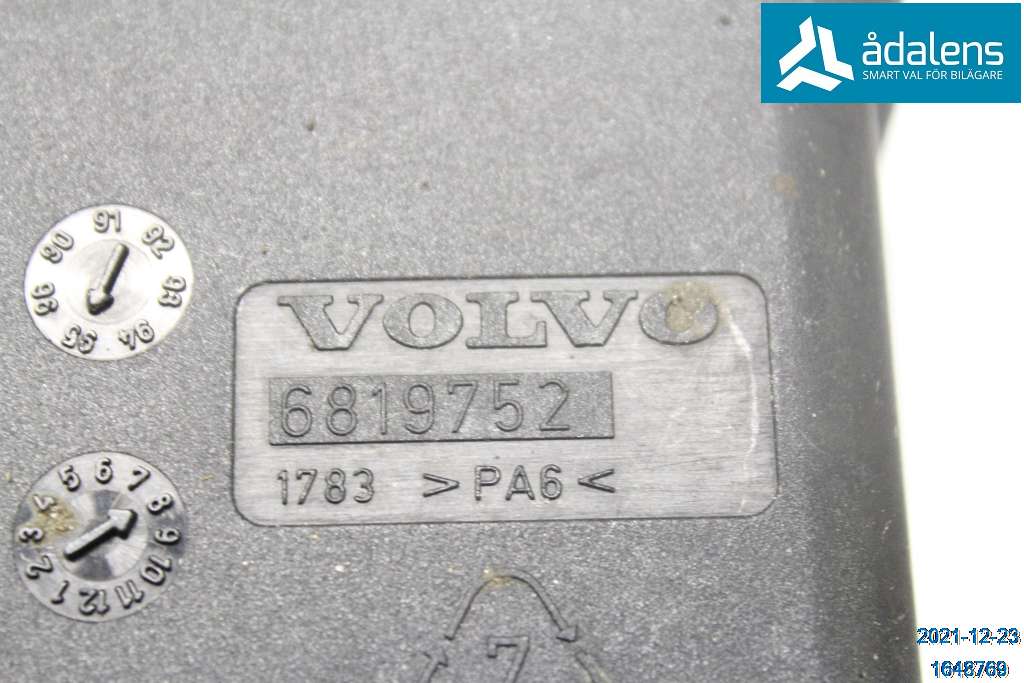 ådalens
SMART VAL FÖR BILÄGARE
90 91 92 93 94 95 96
VOLVO
6819752
1783 >PA6<
1 2 3 4 5 6 7 8 9 10 11 12
7
2021-12-23
1648769